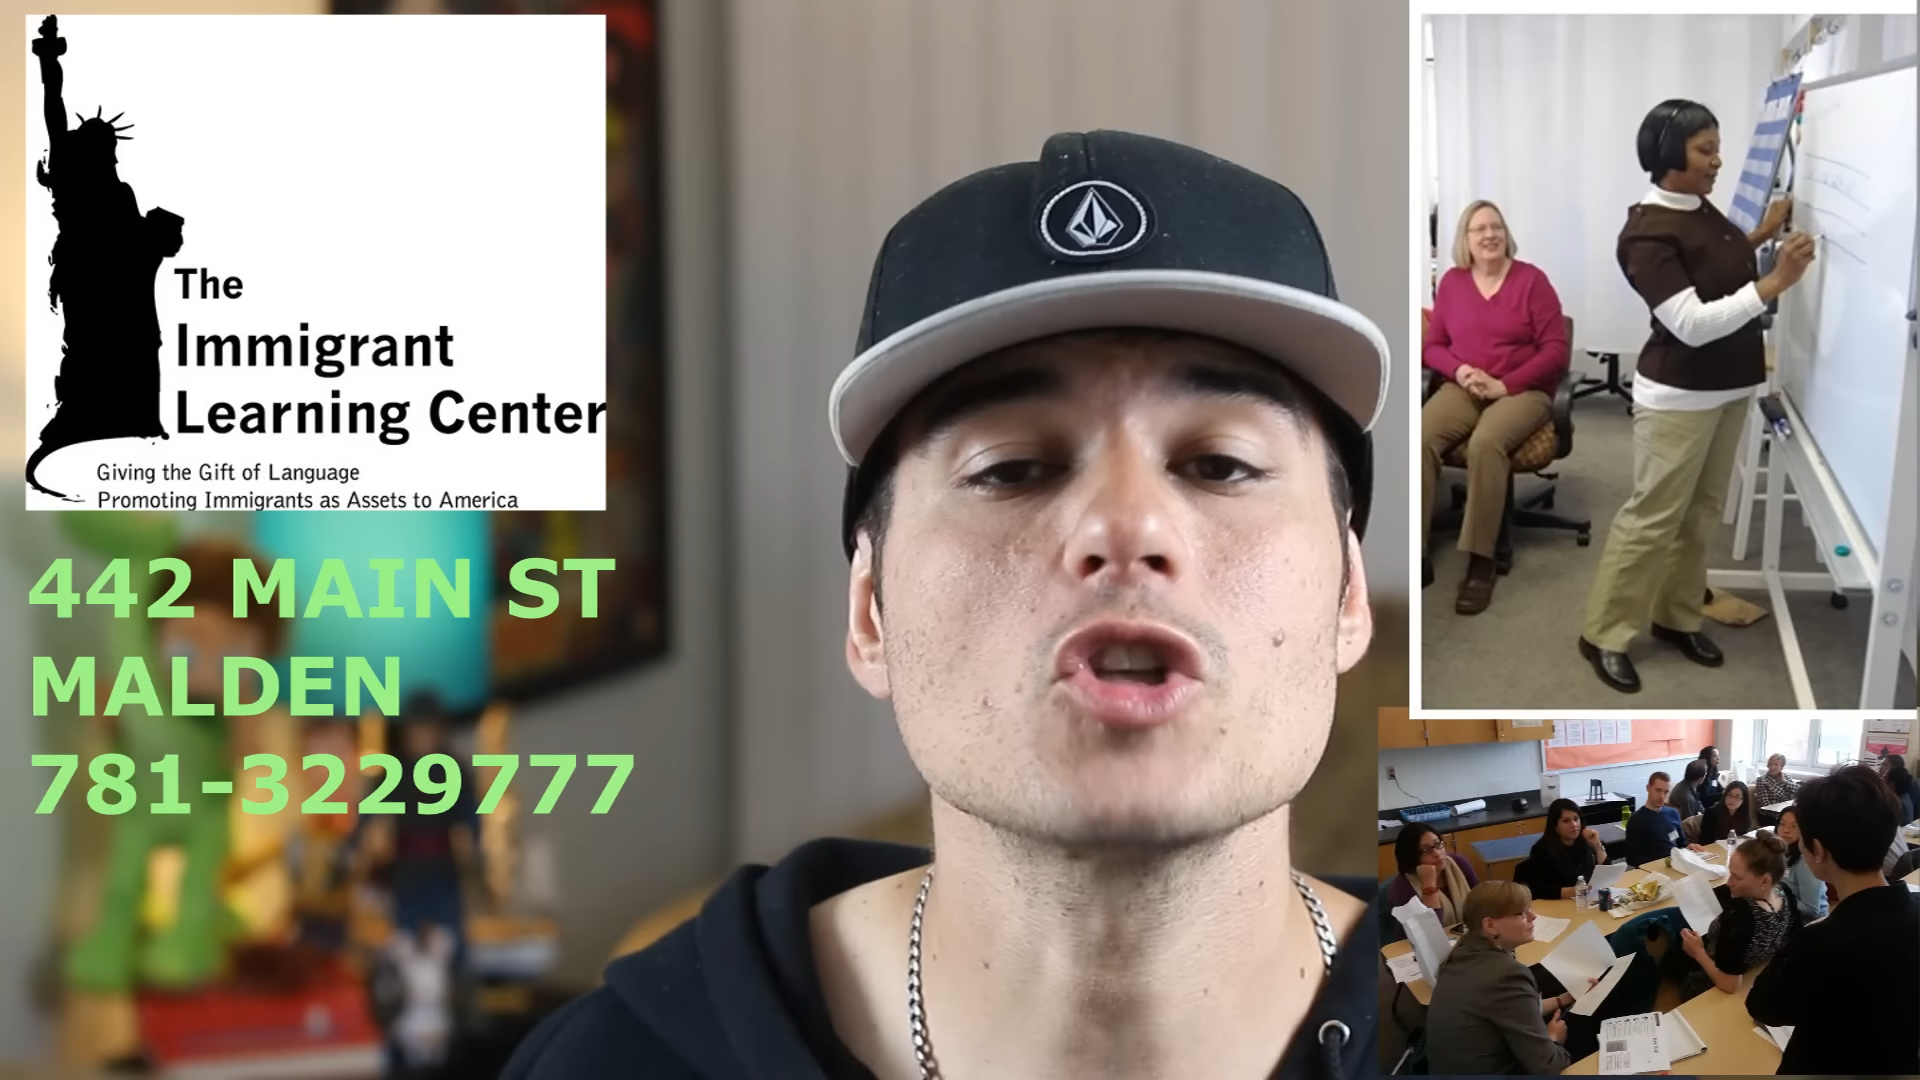 The
Immigrant
Learning Center
Giving the Gift of Language
Promoting Immigrants as Assets to America
442 MAIN ST
MALDEN
781-3229777